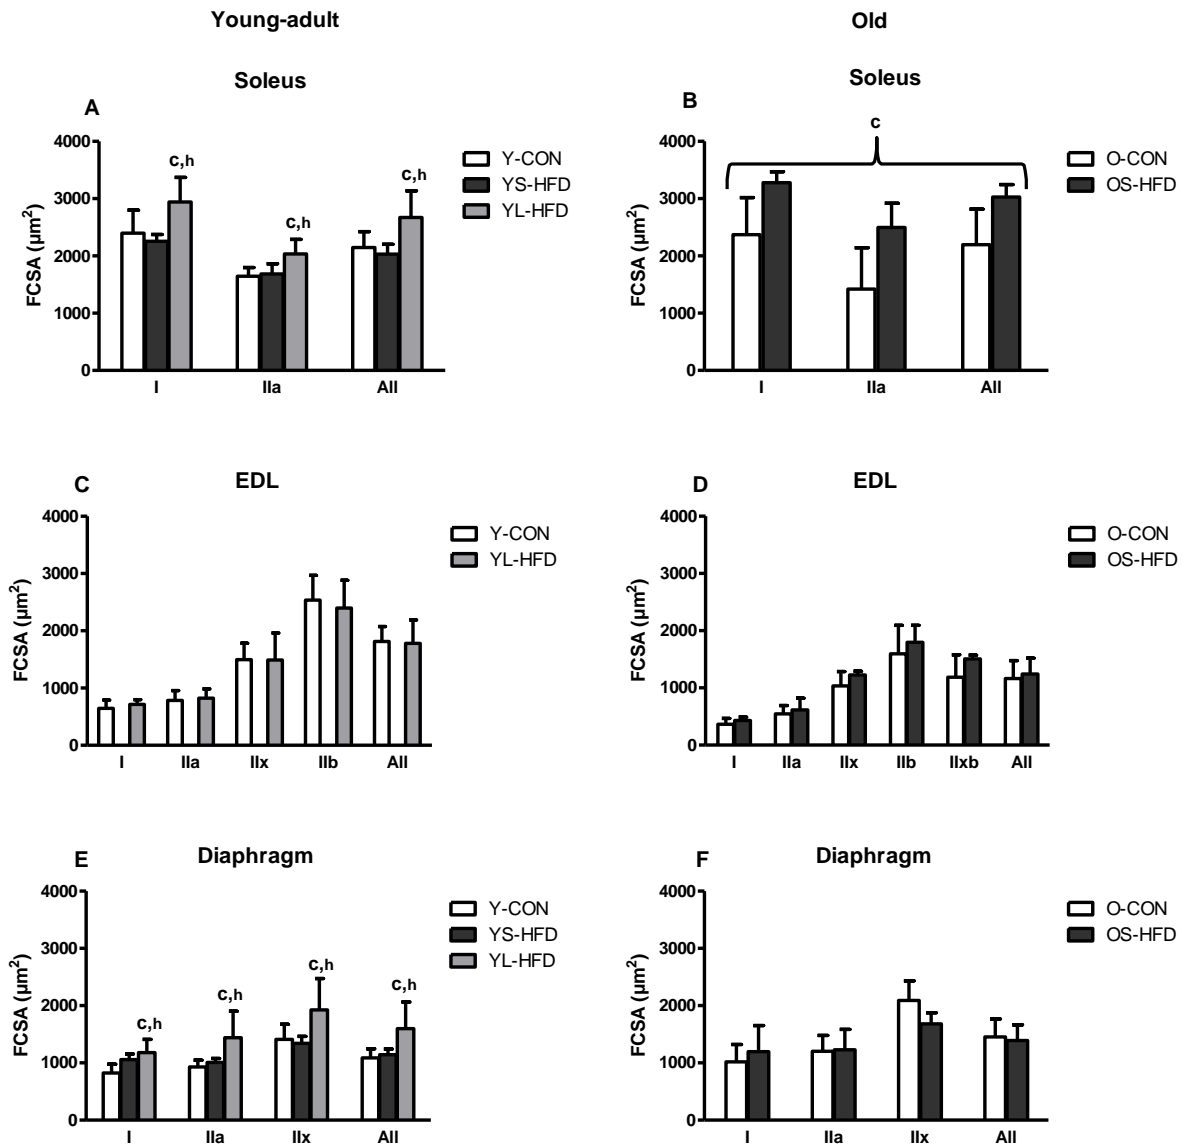 Young-adult
Old
Soleus
A
4000
3000
2000
1000
0
FCSA (µm²)
c,h
c,h
c,h
I
IIa
All
Y-CON
YS-HFD
YL-HFD
Soleus
B
c
4000
3000
2000
1000
0
FCSA (µm²)
I
IIa
All
O-CON
OS-HFD
EDL
C
4000
3000
2000
1000
0
FCSA (µm²)
I
IIa
IIx
IIb
All
Y-CON
YL-HFD
EDL
D
4000
3000
2000
1000
0
FCSA (µm²)
I
IIa
IIx
IIb
IIxb
All
O-CON
OS-HFD
Diaphragm
E
4000
3000
2000
1000
0
FCSA (µm²)
c,h
c,h
c,h
c,h
I
IIa
IIx
All
Y-CON
YS-HFD
YL-HFD
Diaphragm
F
4000
3000
2000
1000
0
FCSA (µm²)
I
IIa
IIx
All
O-CON
OS-HFD